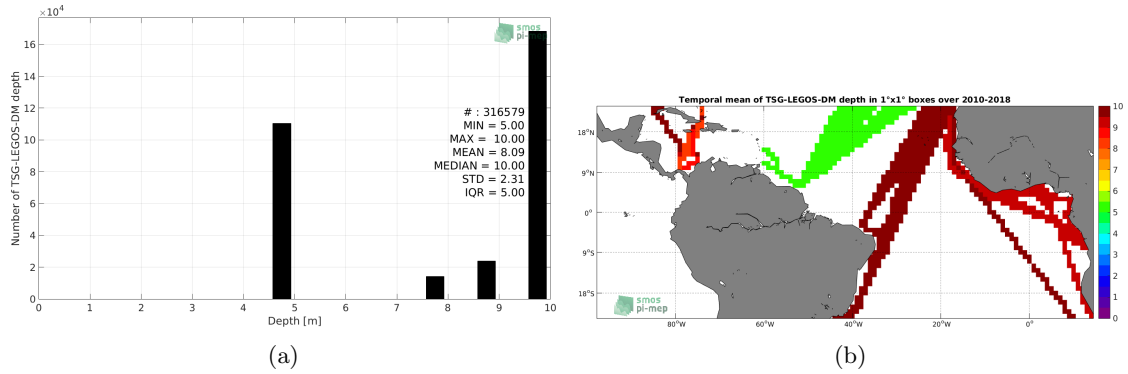 ×10⁴
16
14
12
10
8
6
4
2
0
Number of TSG-LEGOS-DM depth
smos
pi-mep
# : 316579
MIN = 5.00
MAX = 10.00
MEAN = 8.09
MEDIAN = 10.00
STD = 2.31
IQR = 5.00
0 1 2 3 4 5 6 7 8 9 10
Depth [m]
(a)
Temporal mean of TSG-LEGOS-DM depth in 1°x1° boxes over 2010-2018
18°N
9°N
0°
9°S
18°S
80°W 60°W 40°W 20°W 0°
smos
pi-mep
10
9
8
7
6
5
4
3
2
1
0
(b)